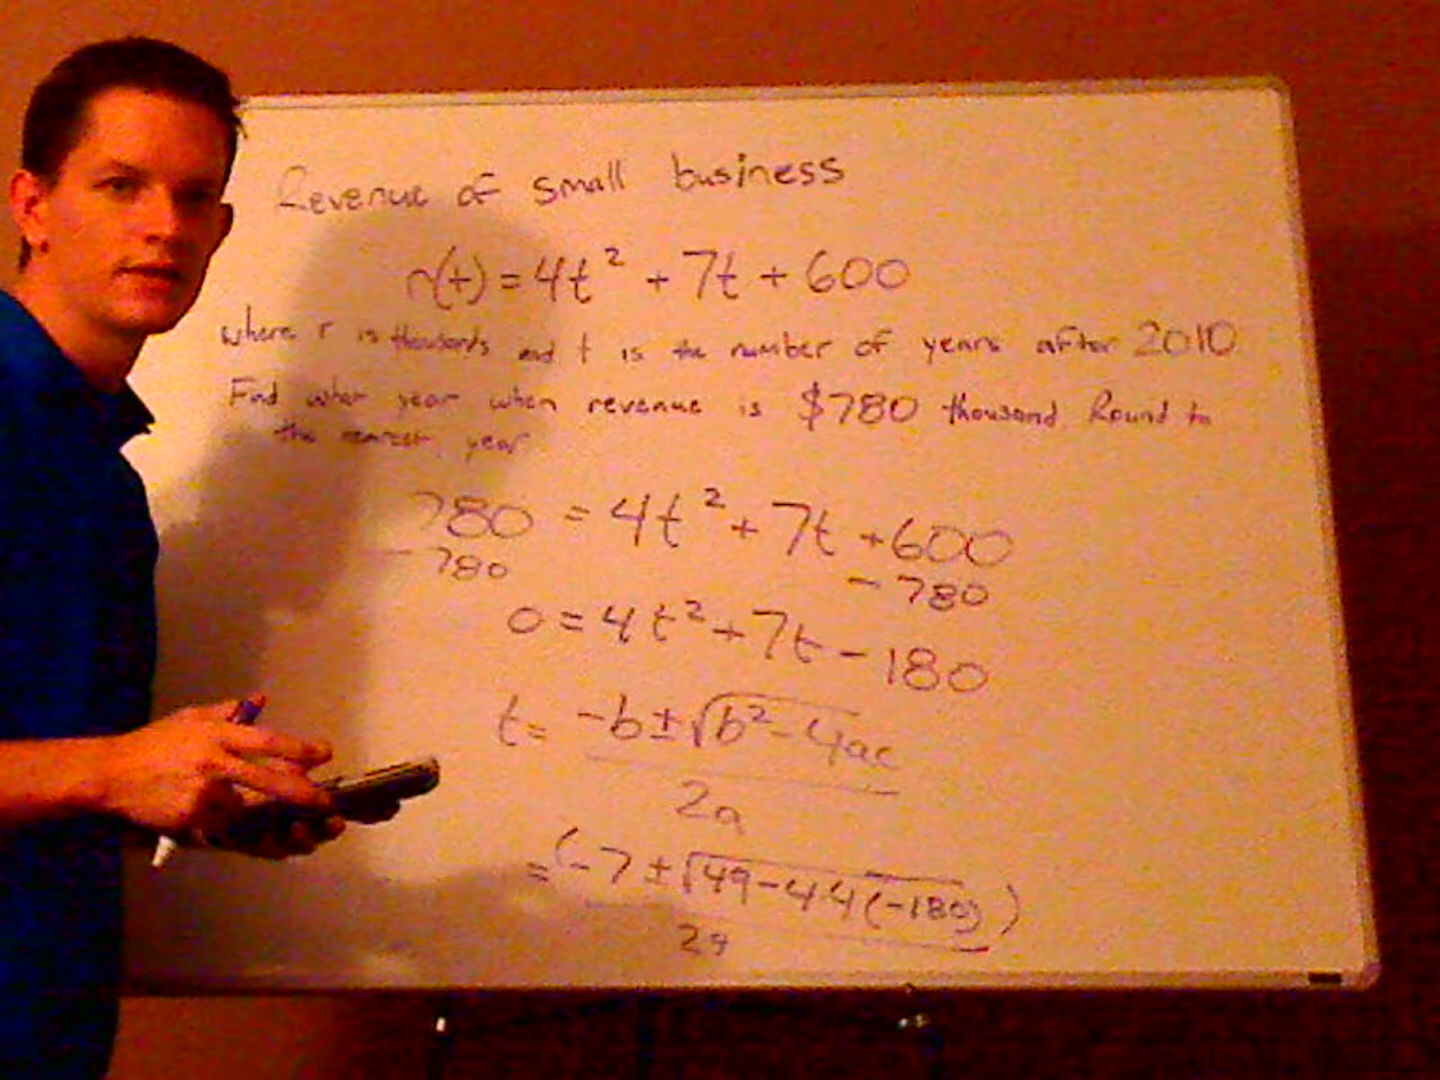 Revenue of small business
r(t) = 4t² + 7t + 600
where r is thousands and t is the number of years after 2010.
Find what year when revenue is $780 thousand. Round to
the nearest year
780 = 4t² + 7t + 600
- 780 - 780
0 = 4t² + 7t - 180
t = -b ± √b² - 4ac
2a
= (-7 ± √49 - 4·4(-180))